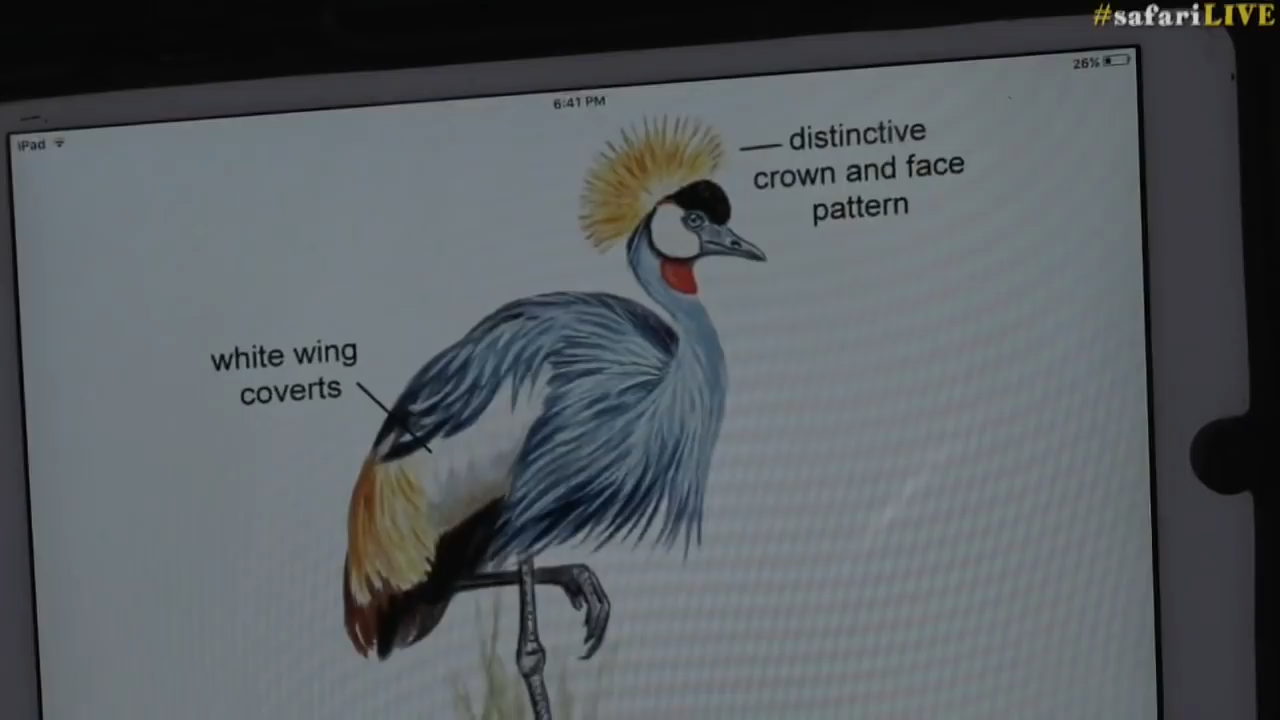 #safariLIVE
26%
6:41 PM
iPad
distinctive
crown and face
pattern
white wing
coverts